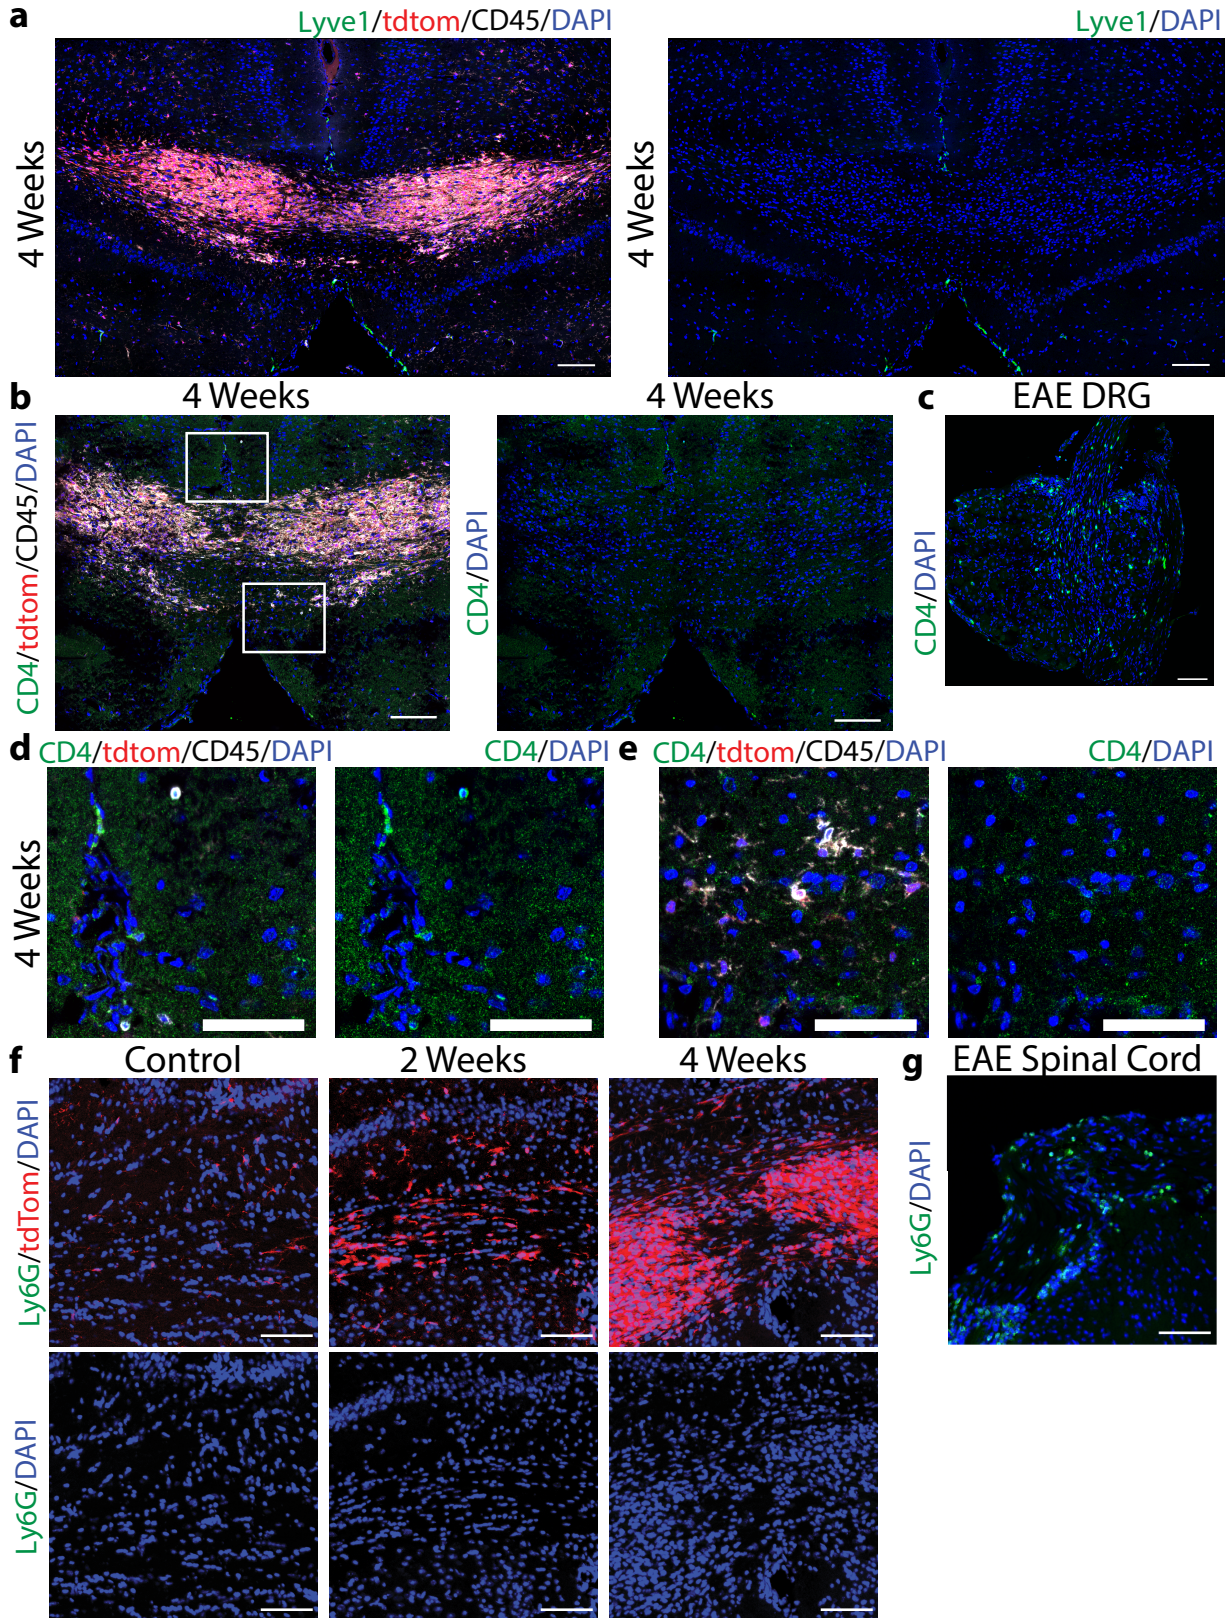 a
Lyve1/tdtom/CD45/DAPI
Lyve1/DAPI
4 Weeks
4 Weeks
b
4 Weeks
4 Weeks
CD4/tdtom/CD45/DAPI
CD4/DAPI
c
EAE DRG
CD4/DAPI
d
CD4/tdtom/CD45/DAPI
CD4/DAPI
4 Weeks
e
CD4/tdtom/CD45/DAPI
CD4/DAPI
f
Control
2 Weeks
4 Weeks
Ly6G/tdTom/DAPI
Ly6G/DAPI
g
EAE Spinal Cord
Ly6G/DAPI